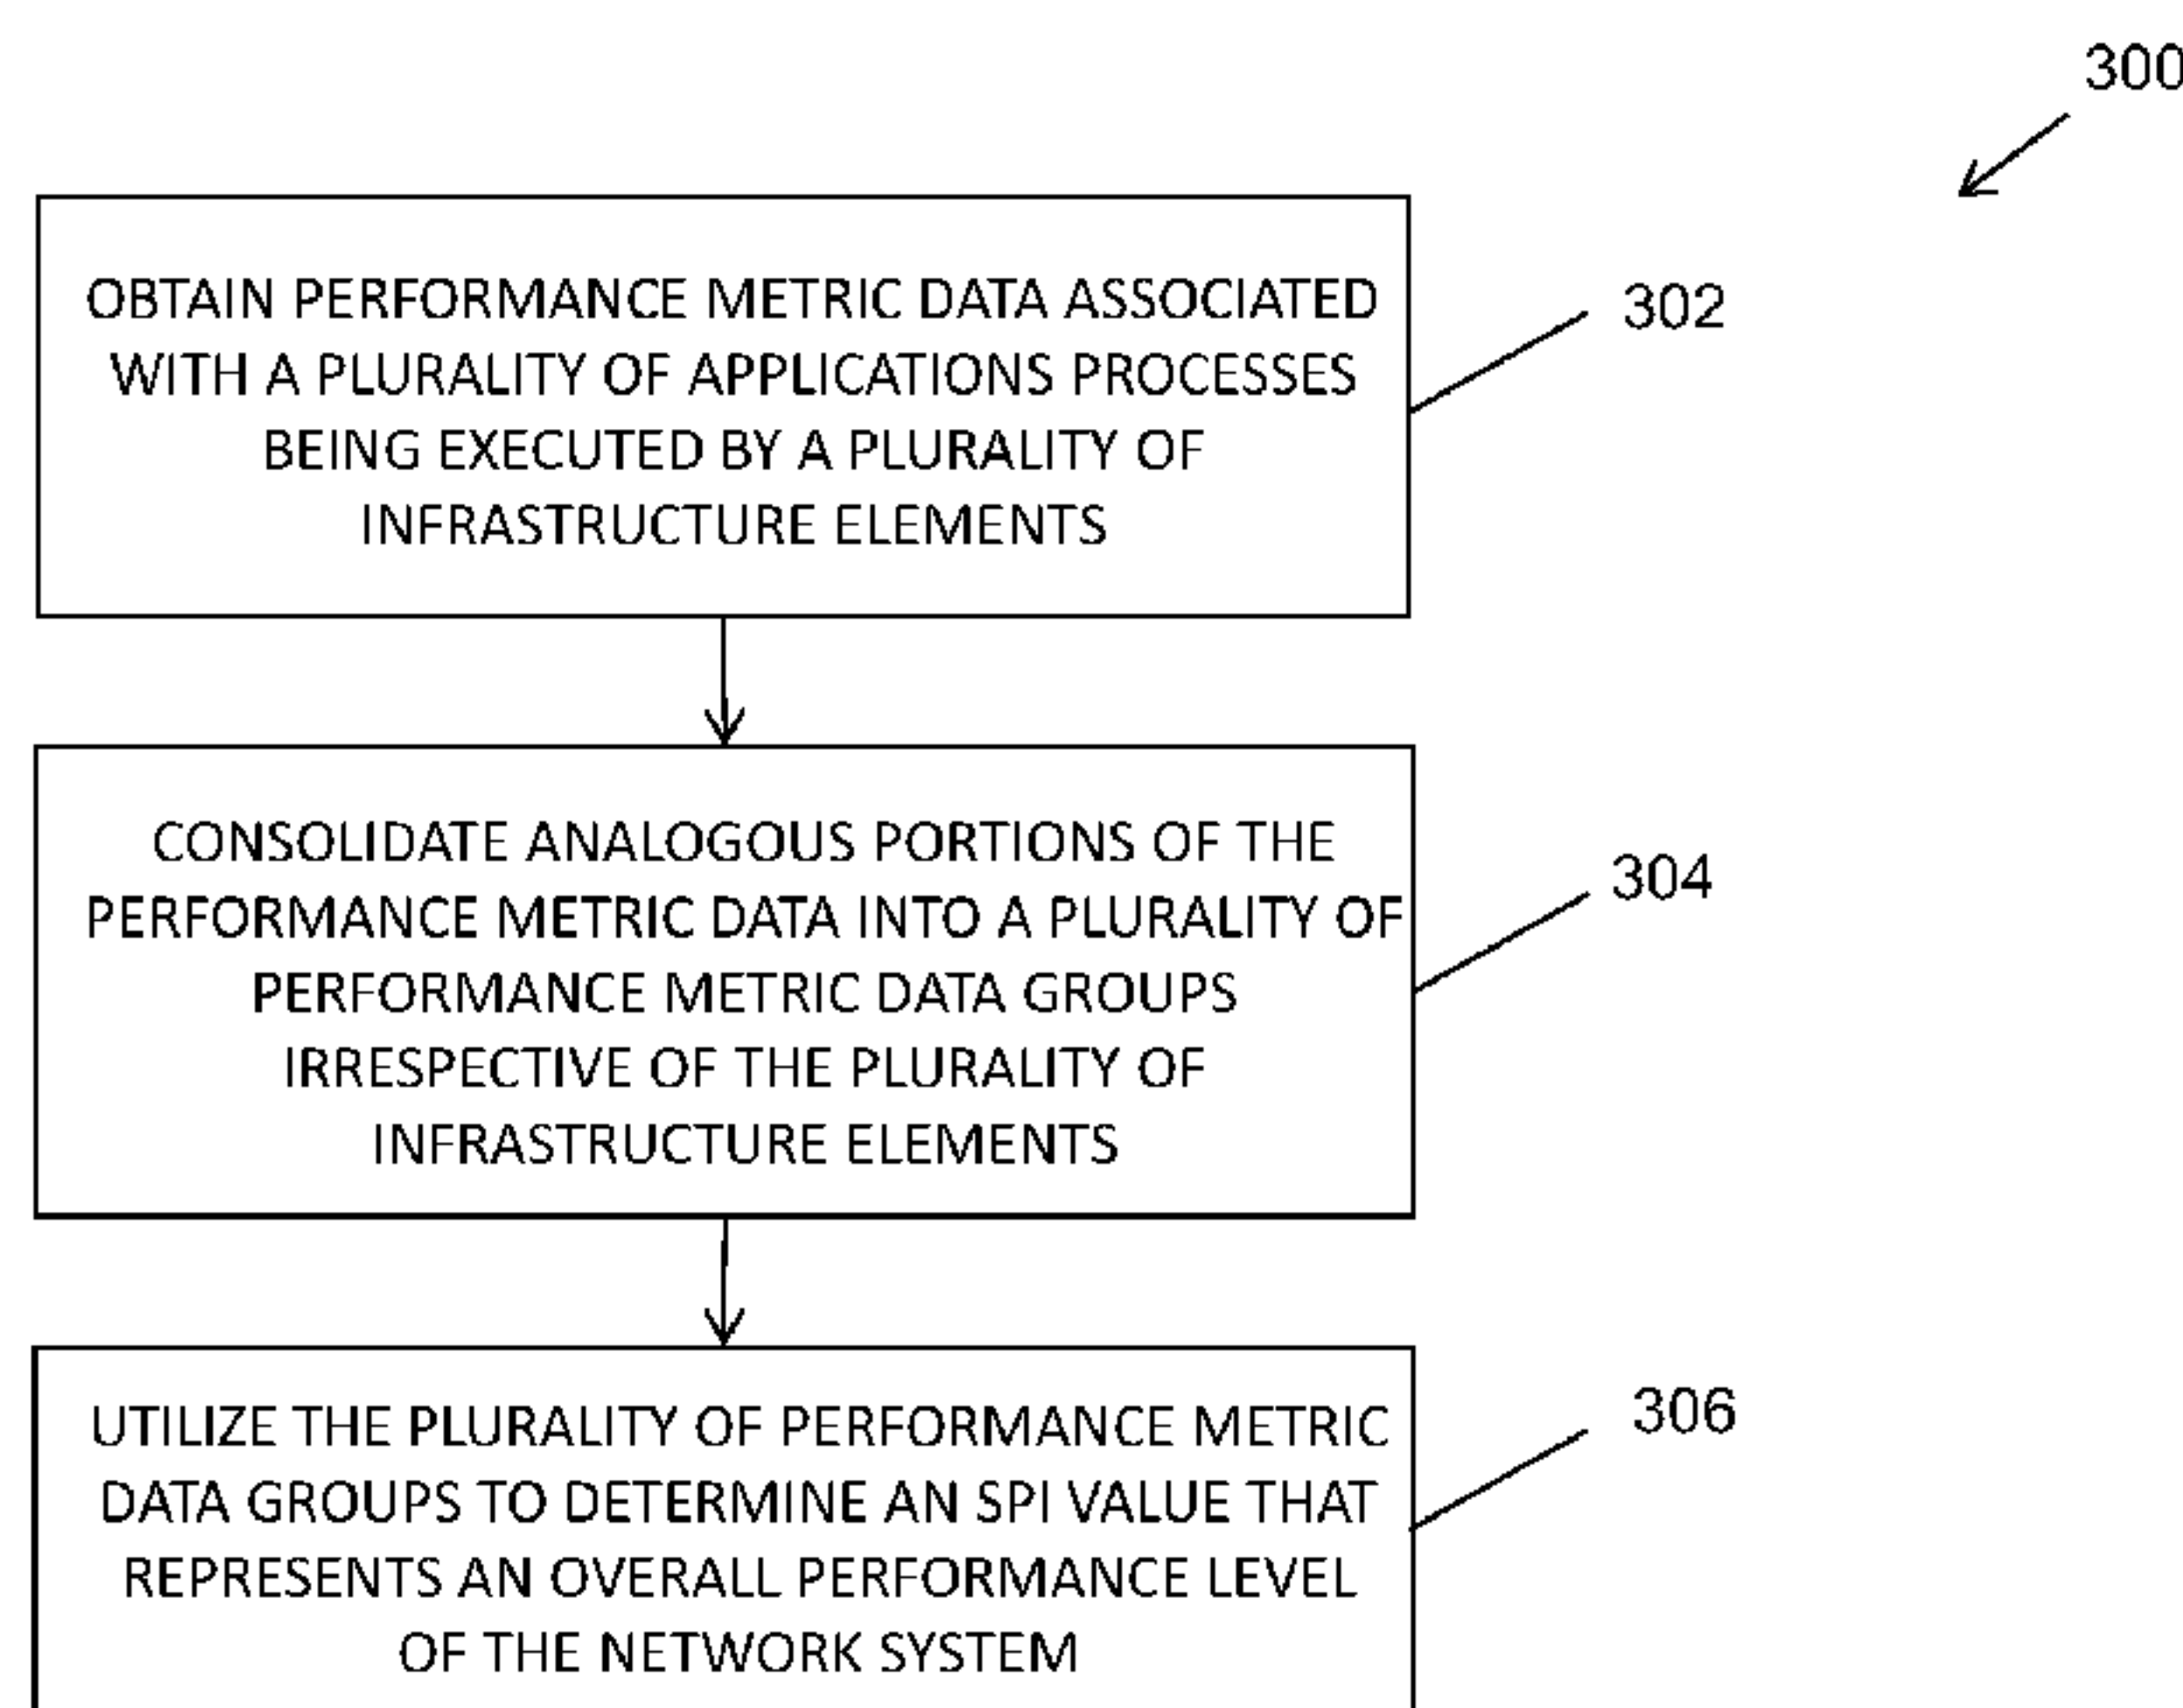 300
OBTAIN PERFORMANCE METRIC DATA ASSOCIATED
WITH A PLURALITY OF APPLICATIONS PROCESSES
BEING EXECUTED BY A PLURALITY OF
INFRASTRUCTURE ELEMENTS
302
CONSOLIDATE ANALOGOUS PORTIONS OF THE
PERFORMANCE METRIC DATA INTO A PLURALITY OF
PERFORMANCE METRIC DATA GROUPS
IRRESPECTIVE OF THE PLURALITY OF
INFRASTRUCTURE ELEMENTS
304
UTILIZE THE PLURALITY OF PERFORMANCE METRIC
DATA GROUPS TO DETERMINE AN SPI VALUE THAT
REPRESENTS AN OVERALL PERFORMANCE LEVEL
OF THE NETWORK SYSTEM
306